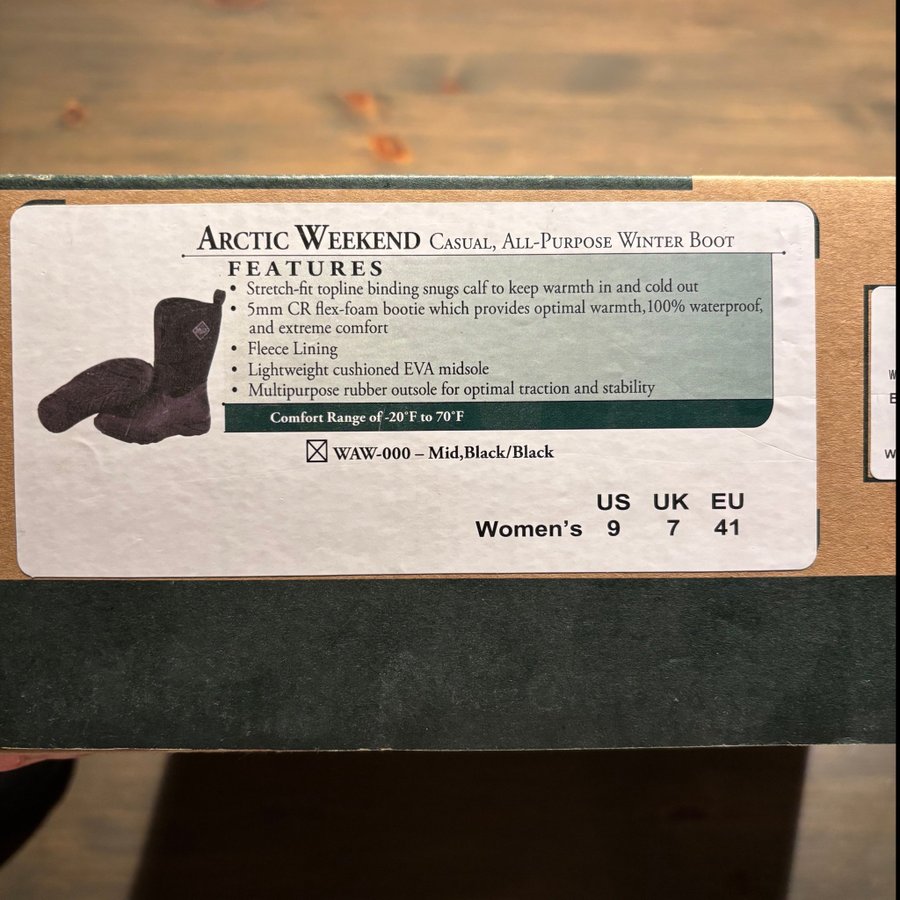 ARCTIC WEEKEND CASUAL, ALL-PURPOSE WINTER BOOT
FEATURES
• Stretch-fit topline binding snugs calf to keep warmth in and cold out
• 5mm CR flex-foam bootie which provides optimal warmth,100% waterproof,
and extreme comfort
• Fleece Lining
• Lightweight cushioned EVA midsole
• Multipurpose rubber outsole for optimal traction and stability
Comfort Range of -20°F to 70°F
WAW-000 – Mid,Black/Black
US UK EU
Women's 9 7 41